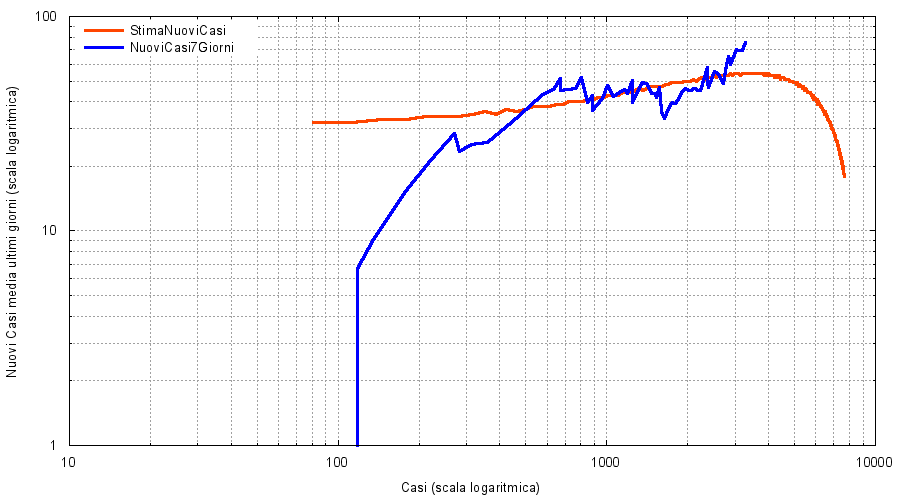 100
StimaNuoviCasi
NuoviCasi7Giorni
Nuovi Casi media ultimi giorni (scala logaritmica)
10
1
10
100
1000
10000
Casi (scala logaritmica)